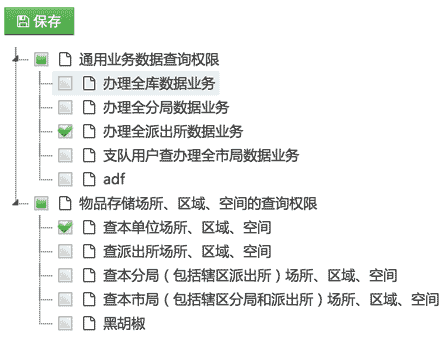 保存
通用业务数据查询权限
办理全库数据业务
办理全分局数据业务
办理全派出所数据业务
支队用户查办理全市局数据业务
adf
物品存储场所、区域、空间的查询权限
查本单位场所、区域、空间
查派出所场所、区域、空间
查本分局（包括辖区派出所）场所、区域、空间
查本市局（包括辖区分局和派出所）场所、区域、空间
黑胡椒